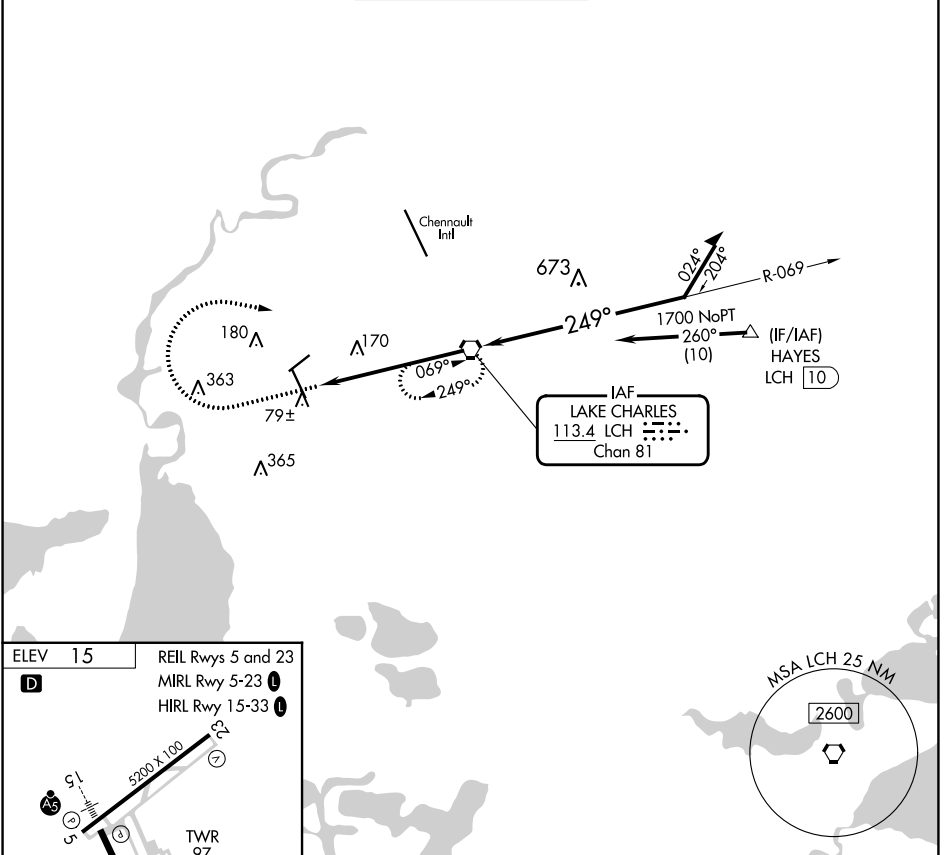 Chennault
Intl
673
024°
204°
R-069
249°
1700 NoPT
260°
(10)
(IF/IAF)
HAYES
LCH 10
180
170
069°
249°
363
79±
365
IAF
LAKE CHARLES
113.4 LCH
Chan 81
ELEV 15
D
REIL Rwys 5 and 23
MIRL Rwy 5-23 L
HIRL Rwy 15-33 L
23
5200 X 100
V
15
A5
P
5
P
TWR
97
MSA LCH 25 NM
2600